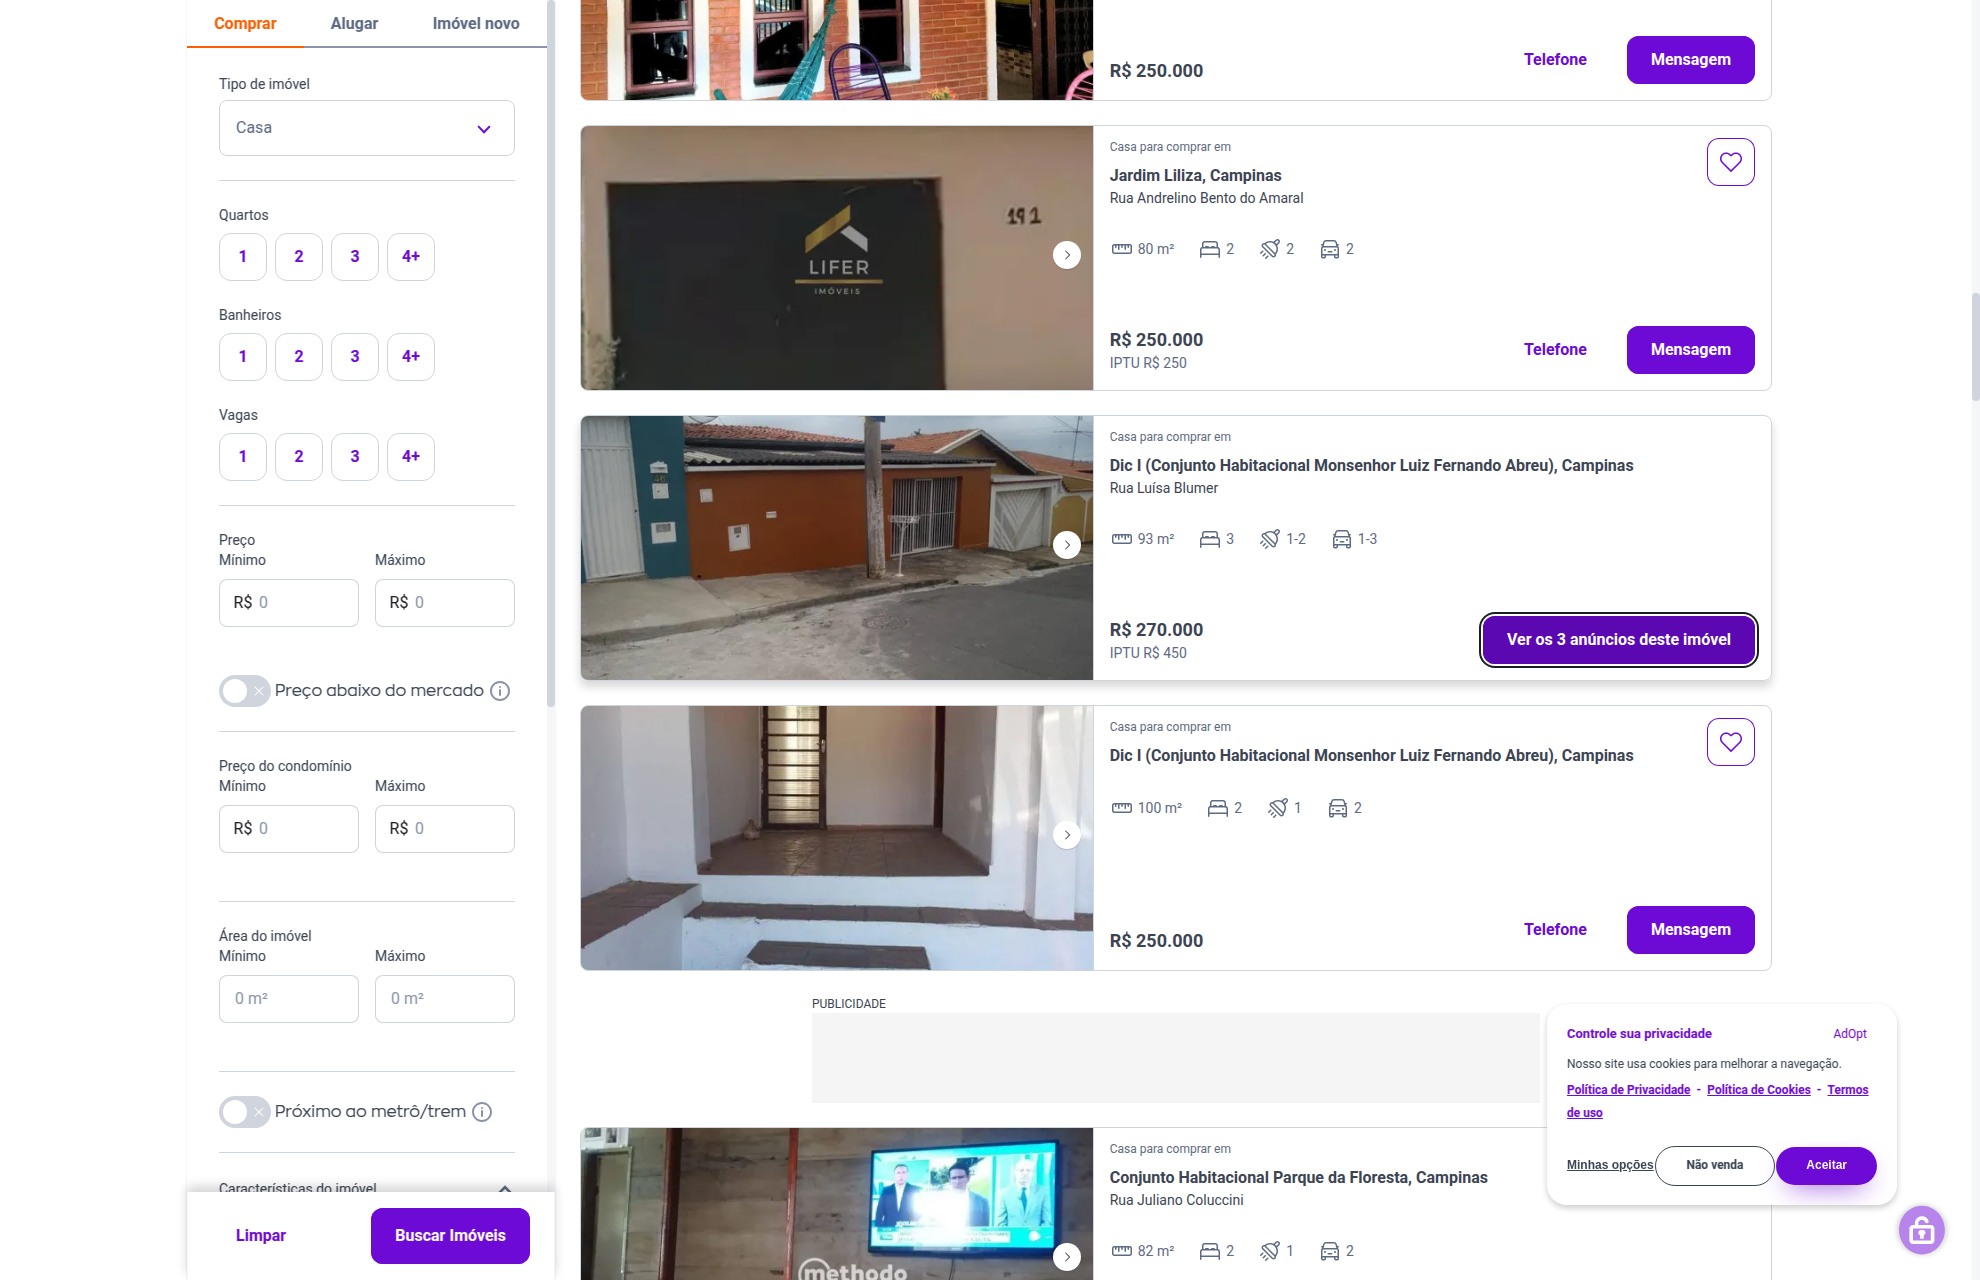 Comprar
Alugar
Imóvel novo
Tipo de imóvel
Casa
Quartos
1
2
3
4+
Banheiros
1
2
3
4+
Vagas
1
2
3
4+
Preço
Mínimo
Máximo
R$ 0
R$ 0
Preço abaixo do mercado
Preço do condomínio
Mínimo
Máximo
R$ 0
R$ 0
Área do imóvel
Mínimo
Máximo
0 m²
0 m²
Próximo ao metrô/trem
Características do imóvel
Limpar
Buscar Imóveis
R$ 250.000
Telefone
Mensagem
191
LIFER
IMÓVEIS
Casa para comprar em
Jardim Liliza, Campinas
Rua Andrelino Bento do Amaral
80 m²
2
2
2
R$ 250.000
IPTU R$ 250
Telefone
Mensagem
Casa para comprar em
Dic I (Conjunto Habitacional Monsenhor Luiz Fernando Abreu), Campinas
Rua Luísa Blumer
93 m²
3
1-2
1-3
R$ 270.000
IPTU R$ 450
Ver os 3 anúncios deste imóvel
Casa para comprar em
Dic I (Conjunto Habitacional Monsenhor Luiz Fernando Abreu), Campinas
100 m²
2
1
2
R$ 250.000
Telefone
Mensagem
PUBLICIDADE
methodo
Casa para comprar em
Conjunto Habitacional Parque da Floresta, Campinas
Rua Juliano Coluccini
82 m²
2
1
2
Controle sua privacidade
AdOpt
Nosso site usa cookies para melhorar a navegação.
Política de Privacidade - Política de Cookies - Termos
de uso
Minhas opções
Não venda
Aceitar